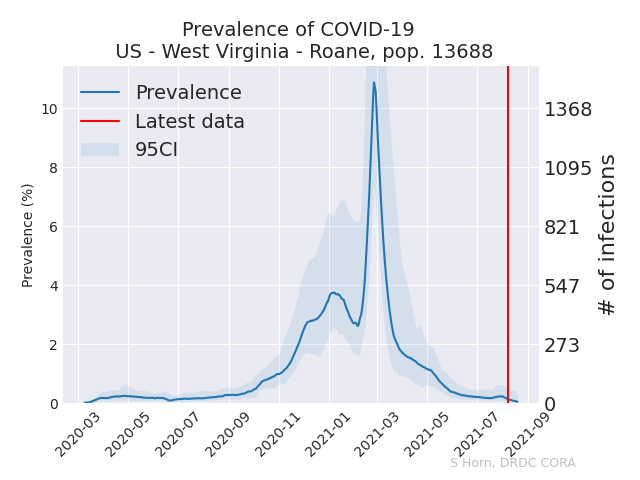 Prevalence of COVID-19
US - West Virginia - Roane, pop. 13688
Prevalence
Latest data
95CI
Prevalence (%)
10
8
6
4
2
0
1368
1095
821
547
273
0
# of infections
2020-03
2020-05
2020-07
2020-09
2020-11
2021-01
2021-03
2021-05
2021-07
2021-09
S Horn, DRDC CORA